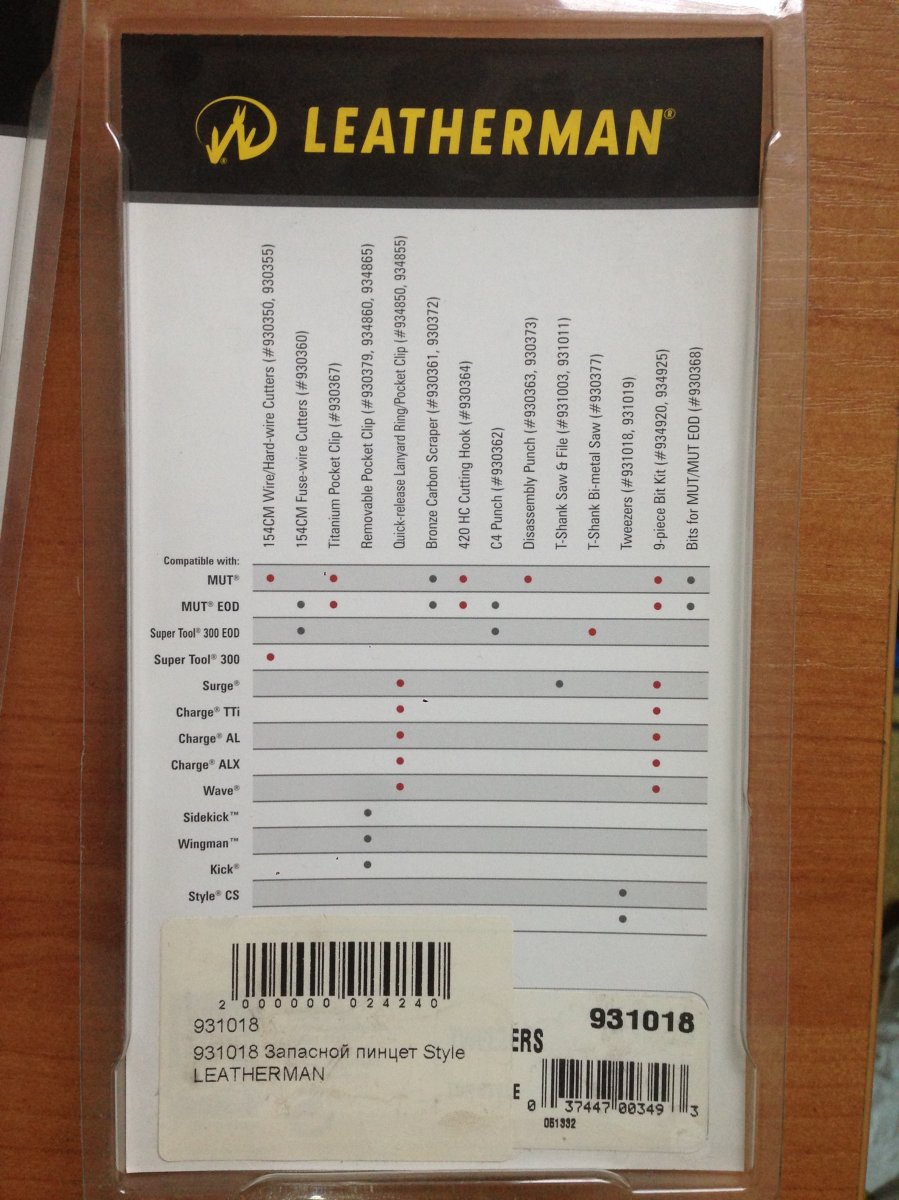 LEATHERMAN®
154CM Wire/Hard-wire Cutters (#930350, 930355)
154CM Fuse-wire Cutters (#930360)
Titanium Pocket Clip (#930367)
Removable Pocket Clip (#930379, 934860, 934865)
Quick-release Lanyard Ring/Pocket Clip (#934850, 934855)
Bronze Carbon Scraper (#930361, 930372)
420 HC Cutting Hook (#930364)
C4 Punch (#930362)
Disassembly Punch (#930363, 930373)
T-Shank Saw & File (#931003, 931011)
T-Shank Bi-metal Saw (#930377)
Tweezers (#931018, 931019)
9-piece Bit Kit (#934920, 934925)
Bits for MUT/MUT EOD (#930368)
Compatible with:
MUT®
MUT® EOD
Super Tool® 300 EOD
Super Tool® 300
Surge®
Charge® TTi
Charge® AL
Charge® ALX
Wave®
Sidekick™
Wingman™
Kick®
Style® CS
2 000000 024240
931018
931018 Запасной пинцет Style
LEATHERMAN
931018
ERS
E
0 37447 00349 3
051332